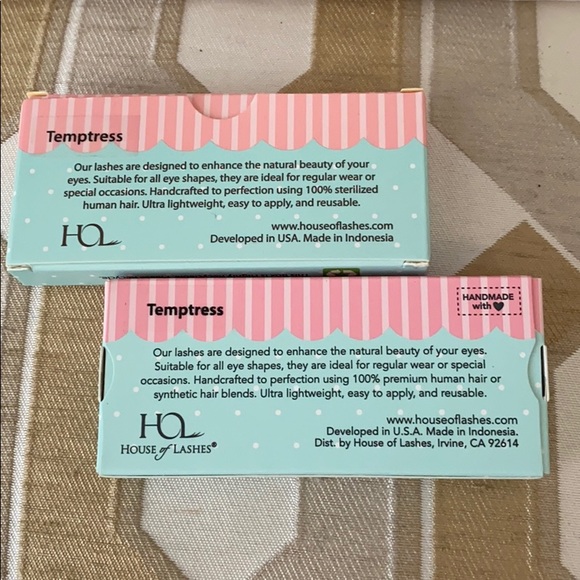 Temptress
Our lashes are designed to enhance the natural beauty of your
eyes. Suitable for all eye shapes, they are ideal for regular wear or
special occasions. Handcrafted to perfection using 100% sterilized
human hair. Ultra lightweight, easy to apply, and reusable.
HOL
www.houseoflashes.com
Developed in USA. Made in Indonesia
Temptress
HANDMADE
with ♥
Our lashes are designed to enhance the natural beauty of your eyes.
Suitable for all eye shapes, they are ideal for regular wear or special
occasions. Handcrafted to perfection using 100% premium human hair or
synthetic hair blends. Ultra lightweight, easy to apply, and reusable.
HOL
HOUSE of LASHES®
www.houseoflashes.com
Developed in U.S.A. Made in Indonesia.
Dist. by House of Lashes, Irvine, CA 92614